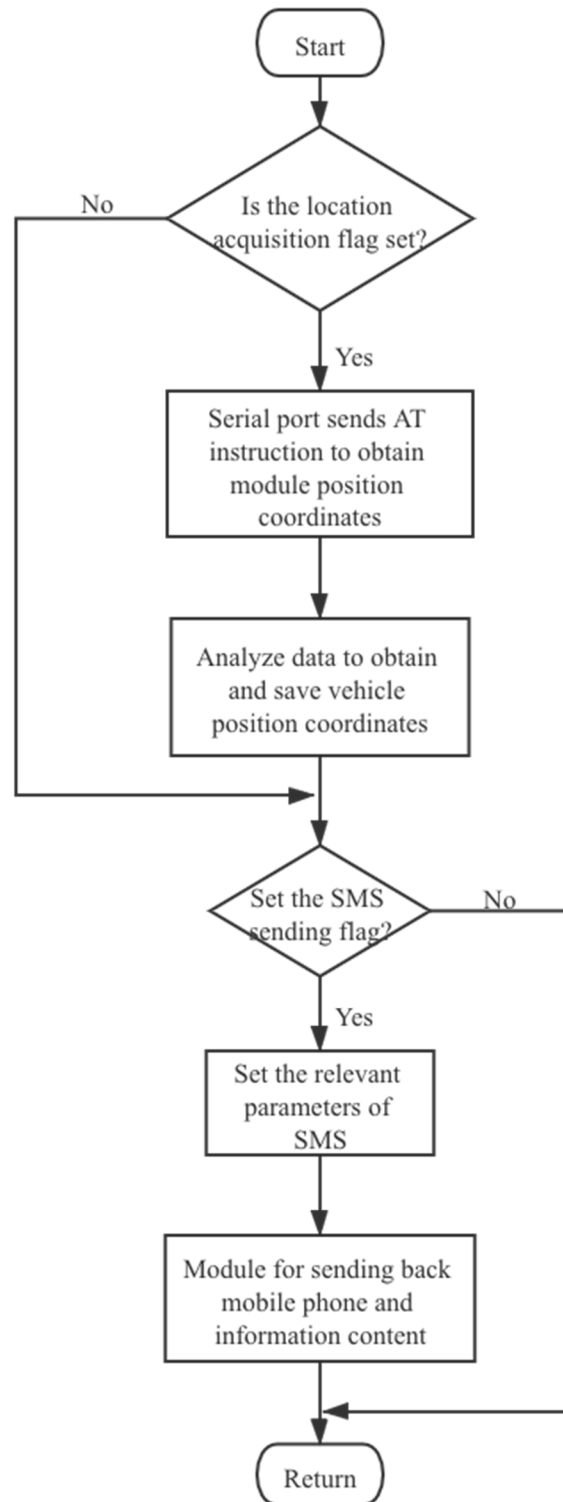 Start
No
Is the location
acquisition flag set?
Yes
Serial port sends AT
instruction to obtain
module position
coordinates
Analyze data to obtain
and save vehicle
position coordinates
Set the SMS
sending flag?
No
Yes
Set the relevant
parameters of
SMS
Module for sending back
mobile phone and
information content
Return